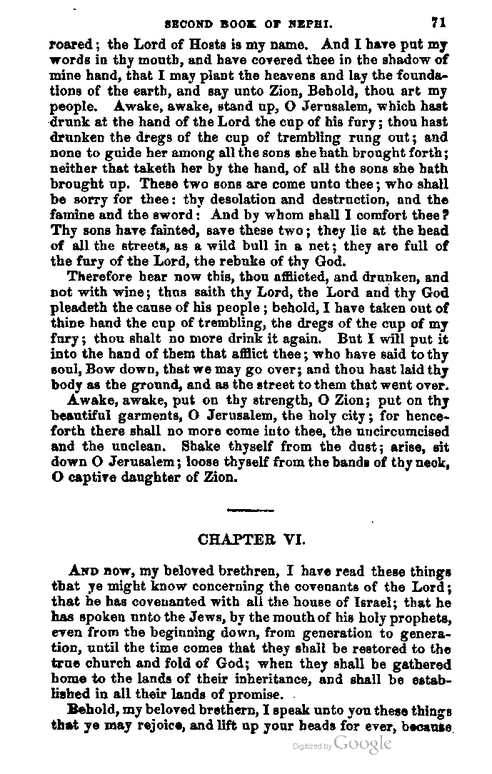 SECOND BOOK OF NEPHI. 71
roared; the Lord of Hosts is my name. And I have put my
words in thy mouth, and have covered thee in the shadow of
mine hand, that I may plant the heavens and lay the founda-
tions of the earth, and say unto Zion, Behold, thou art my
people. Awake, awake, stand up, O Jerusalem, which hast
drunk at the hand of the Lord the cup of his fury; thou hast
drunken the dregs of the cup of trembling rung out; and
none to guide her among all the sons she hath brought forth;
neither that taketh her by the hand, of all the sons she hath
brought up. These two sons are come unto thee; who shall
be sorry for thee: thy desolation and destruction, and the
famine and the sword: And by whom shall I comfort thee?
Thy sons have fainted, save these two; they lie at the head
of all the streets, as a wild bull in a net; they are full of
the fury of the Lord, the rebuke of thy God.
Therefore hear now this, thou afflicted, and drunken, and
not with wine; thus saith thy Lord, the Lord and thy God
pleadeth the cause of his people; behold, I have taken out of
thine hand the cup of trembling, the dregs of the cup of my
fury; thou shalt no more drink it again. But I will put it
into the hand of them that afflict thee; who have said to thy
soul, Bow down, that we may go over; and thou hast laid thy
body as the ground, and as the street to them that went over.
Awake, awake, put on thy strength, O Zion; put on thy
beautiful garments, O Jerusalem, the holy city; for hence-
forth there shall no more come into thee, the uncircumcised
and the unclean. Shake thyself from the dust; arise, sit
down O Jerusalem; loose thyself from the bands of thy neck,
O captive daughter of Zion.
CHAPTER VI.
AND now, my beloved brethren, I have read these things
that ye might know concerning the covenants of the Lord;
that he has covenanted with all the house of Israel; that he
has spoken unto the Jews, by the mouth of his holy prophets,
even from the beginning down, from generation to genera-
tion, until the time comes that they shall be restored to the
true church and fold of God; when they shall be gathered
home to the lands of their inheritance, and shall be estab-
lished in all their lands of promise.
Behold, my beloved brethern, I speak unto you these things
that ye may rejoice, and lift up your heads for ever, because
Digitized by Google